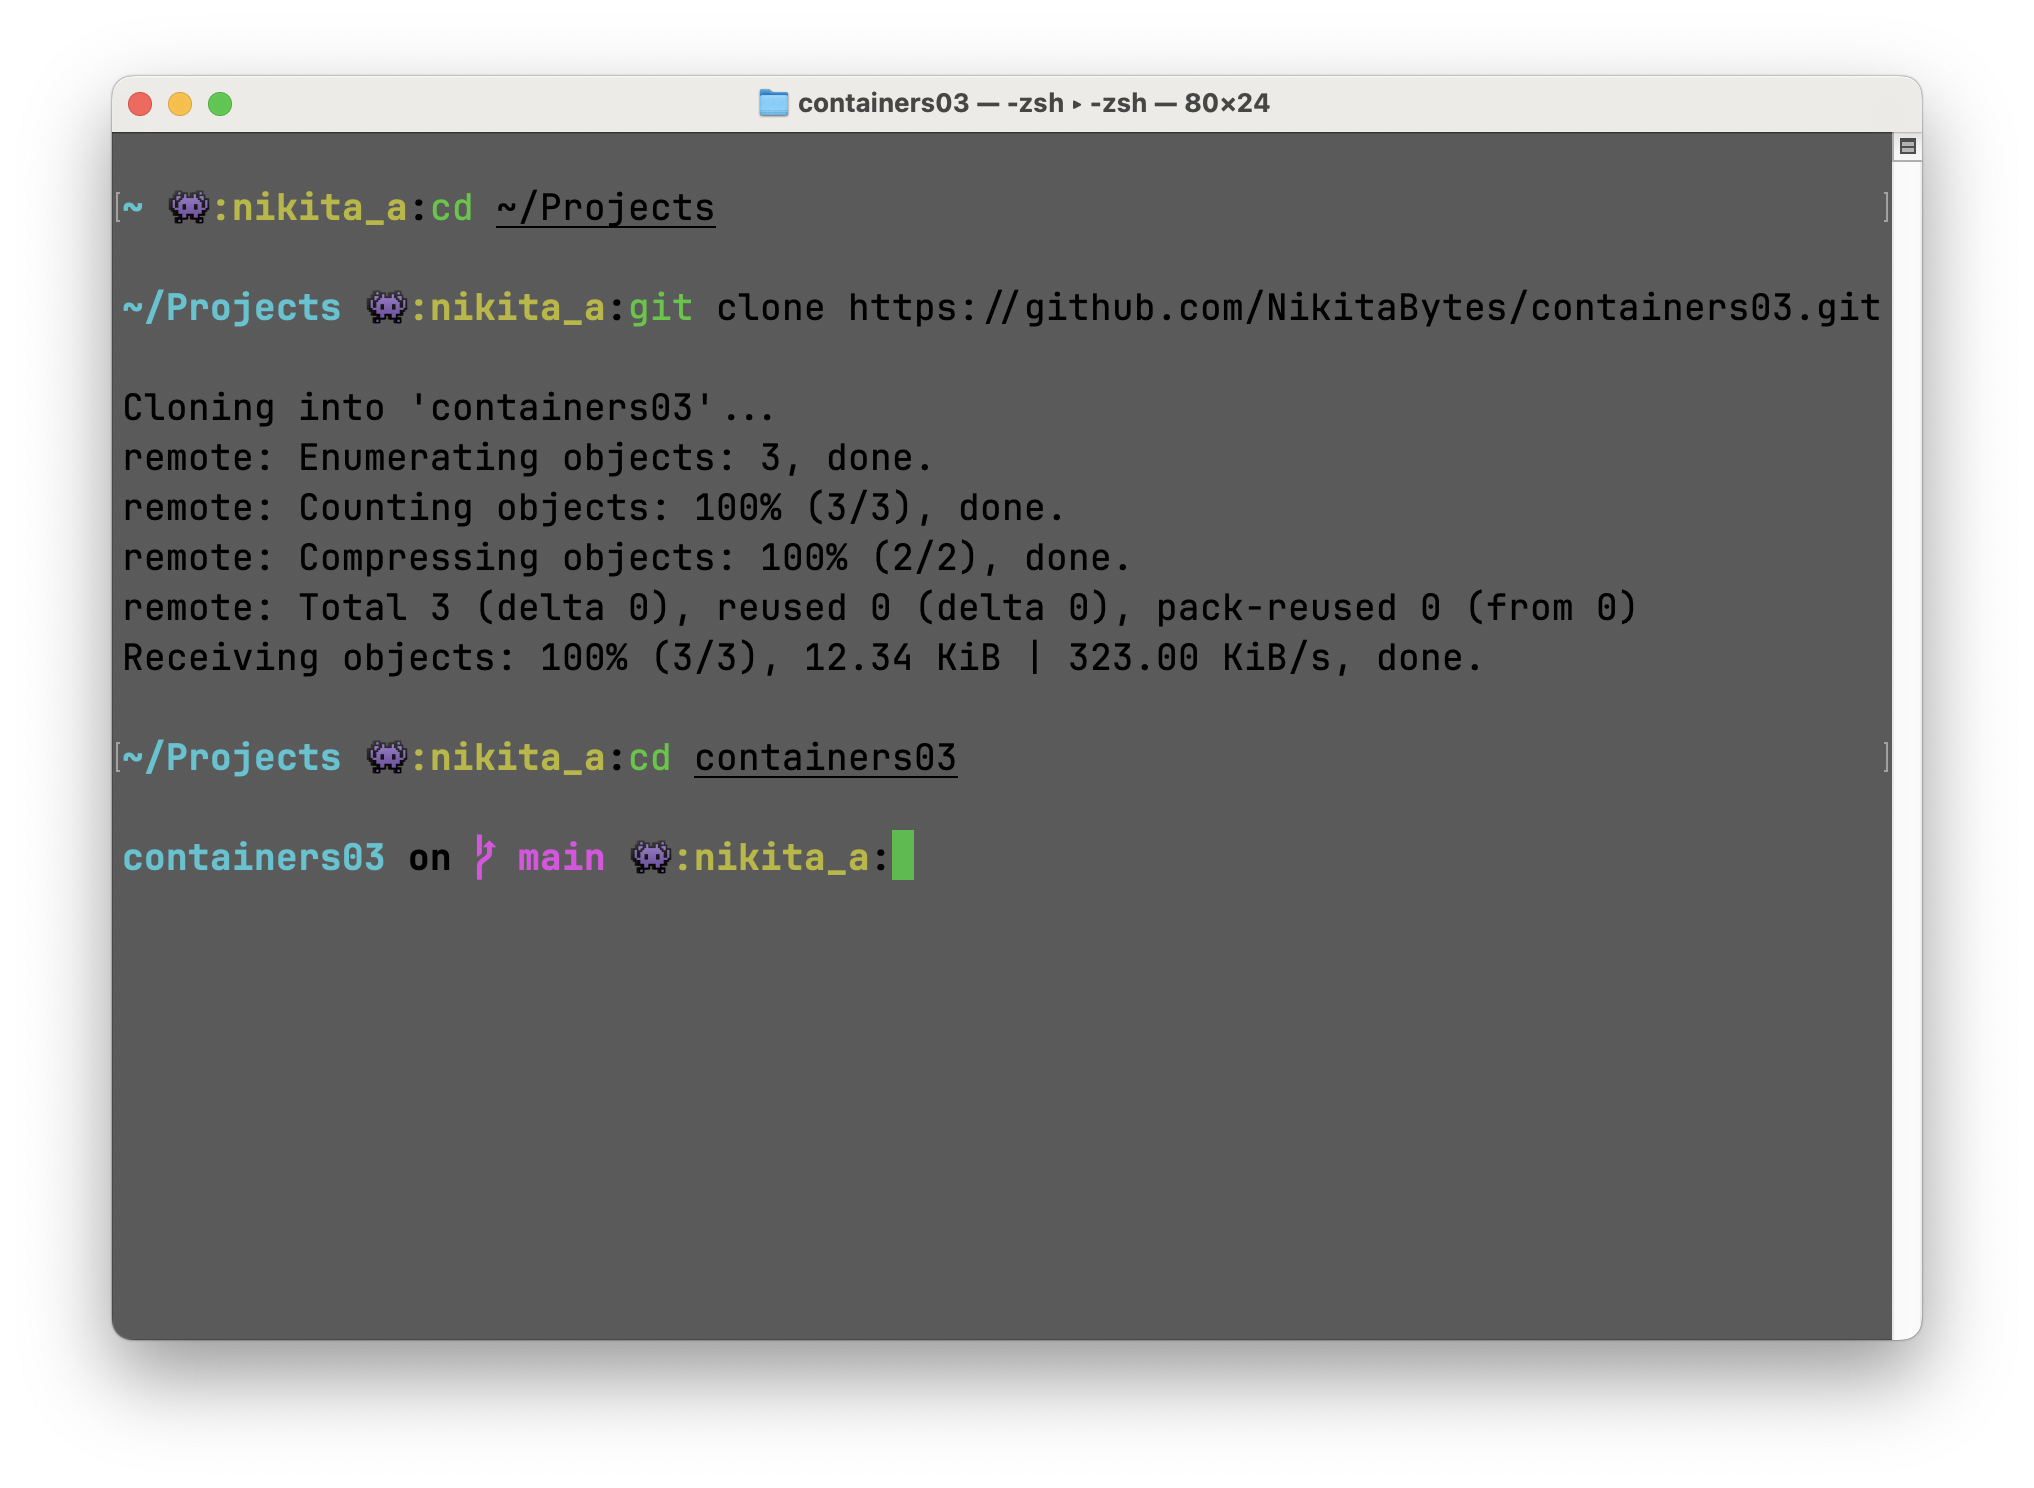 containers03 — -zsh ▸ -zsh — 80×24
[~ 👾:nikita_a:cd ~/Projects]
~/Projects 👾:nikita_a:git clone https://github.com/NikitaBytes/containers03.git
Cloning into 'containers03'...
remote: Enumerating objects: 3, done.
remote: Counting objects: 100% (3/3), done.
remote: Compressing objects: 100% (2/2), done.
remote: Total 3 (delta 0), reused 0 (delta 0), pack-reused 0 (from 0)
Receiving objects: 100% (3/3), 12.34 KiB | 323.00 KiB/s, done.
[~/Projects 👾:nikita_a:cd containers03]
containers03 on main 👾:nikita_a: